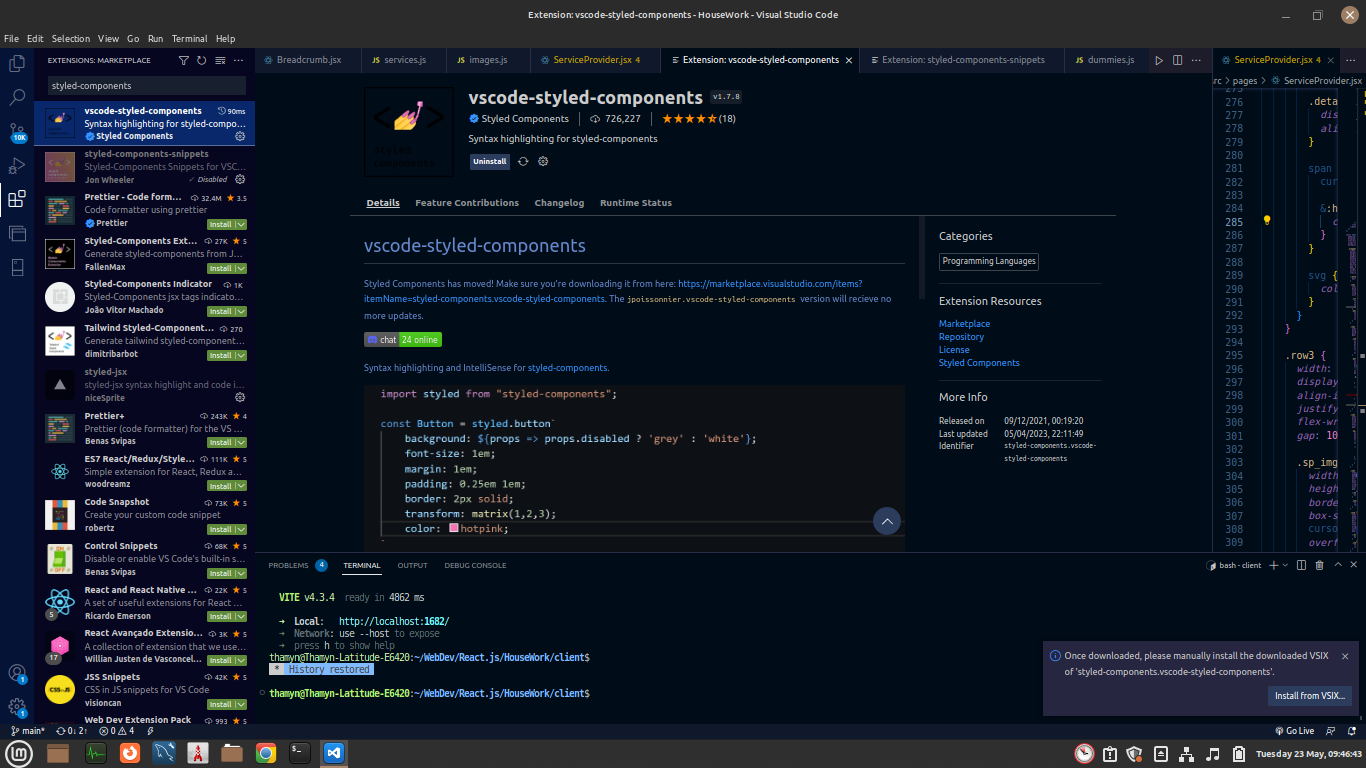 Extension: vscode-styled-components - HouseWork - Visual Studio Code
File Edit Selection View Go Run Terminal Help
EXTENSIONS: MARKETPLACE
styled-components
10K
vscode-styled-components 90ms
Syntax highlighting for styled-compo...
Styled Components
styled-components-snippets
Styled-Components Snippets for VSC...
Jon Wheeler ✓ Disabled
Prettier - Code form... 32.4M ★ 3.5
Code formatter using prettier
Prettier Install
Styled-Components Ext... 27K ★ 5
Generate styled-components from J...
FallenMax Install
Styled-Components Indicator 1K
Styled-Components jsx tags indicato...
João Vitor Machado Install
Tailwind Styled-Component... 270
Generate tailwind styled-component...
dimitribarbot Install
styled-jsx
styled-jsx syntax highlight and code i...
niceSprite
Prettier+ 243K ★ 4
Prettier (code formatter) for the VS ...
Benas Svipas Install
ES7 React/Redux/Style... 111K ★ 5
Simple extension for React, Redux a...
woodreamz Install
Code Snapshot 73K ★ 5
Create your custom code snippet
robertz Install
Control Snippets 68K ★ 5
Disable or enable VS Code's built-in s...
Benas Svipas Install
React and React Native ... 22K ★ 5
A set of useful extensions for React ...
5 Ricardo Emerson Install
React Avançado Extensio... 3K ★ 5
A collection of extension that we use...
17 Willian Justen de Vasconcel... Install
JSS Snippets 42K ★ 5
CSS in JS snippets for VS Code
visioncan Install
Web Dev Extension Pack 993 ★ 5
1
1
Breadcrumb.jsx JS services.js JS images.js ServiceProvider.jsx 4 Extension: vscode-styled-components Extension: styled-components-snippets JS dummies.js
vscode-styled-components v1.7.8
Styled Components 726,227 (18)
Syntax highlighting for styled-components
Uninstall
Details Feature Contributions Changelog Runtime Status
vscode-styled-components
Styled Components has moved! Make sure you're downloading it from here: https://marketplace.visualstudio.com/items?
itemName=styled-components.vscode-styled-components. The jpoissonnier.vscode-styled-components version will recieve no
more updates.
chat 24 online
Syntax highlighting and IntelliSense for styled-components.
import styled from "styled-components";
const Button = styled.button`
background: ${props => props.disabled ? 'grey' : 'white'};
font-size: 1em;
margin: 1em;
padding: 0.25em 1em;
border: 2px solid;
transform: matrix(1,2,3);
color: hotpink;
Categories
Programming Languages
Extension Resources
Marketplace
Repository
License
Styled Components
More Info
Released on 09/12/2021, 00:19:20
Last updated 05/04/2023, 22:11:49
Identifier styled-components.vscode-
styled-components
ServiceProvider.jsx 4
src > pages > ServiceProvider.jsx
275
276 .deta
277 dis
278 ali
279 }
280
281 span
282 cur
283
284 &:h
285 c
286 }
287 }
288
289 svg {
290 col
291 }
292 }
293 }
294
295 .row3 {
296 width:
297 display
298 align-i
299 justify
300 flex-wr
301 gap: 10
302
303 .sp_img
304 width
305 heigh
306 borde
307 box-s
308 curso
309 overf
PROBLEMS 4 TERMINAL OUTPUT DEBUG CONSOLE
bash - client
VITE v4.3.4 ready in 4862 ms
➜ Local: http://localhost:1682/
➜ Network: use --host to expose
➜ press h to show help
thamyn@Thamyn-Latitude-E6420:~/WebDev/React.js/HouseWork/client$
* History restored
thamyn@Thamyn-Latitude-E6420:~/WebDev/React.js/HouseWork/client$
Once downloaded, please manually install the downloaded VSIX
of 'styled-components.vscode-styled-components'.
Install from VSIX...
main* 0↓ 2↑ 0 4 Go Live
Tuesday 23 May, 09:46:43